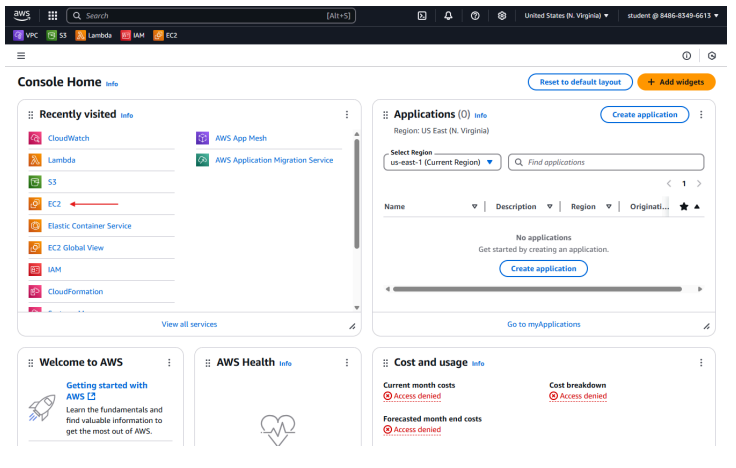 aws
Search [Alt+S] United States (N. Virginia) ▼ student @ 8486-8349-6613 ▼
VPC S3 Lambda IAM EC2
Console Home Info
Reset to default layout
+ Add widgets
Recently visited Info
CloudWatch
Lambda
S3
EC2
Elastic Container Service
EC2 Global View
IAM
CloudFormation
AWS App Mesh
AWS Application Migration Service
View all services
Applications (0) Info
Create application
Region: US East (N. Virginia)
Select Region
us-east-1 (Current Region) ▼
Find applications
< 1 >
Name Description Region Originati...
No applications
Get started by creating an application.
Create application
Go to myApplications
Welcome to AWS
Getting started with
AWS
Learn the fundamentals and
find valuable information to
get the most out of AWS.
AWS Health Info
Cost and usage Info
Current month costs
Access denied
Forecasted month end costs
Access denied
Cost breakdown
Access denied